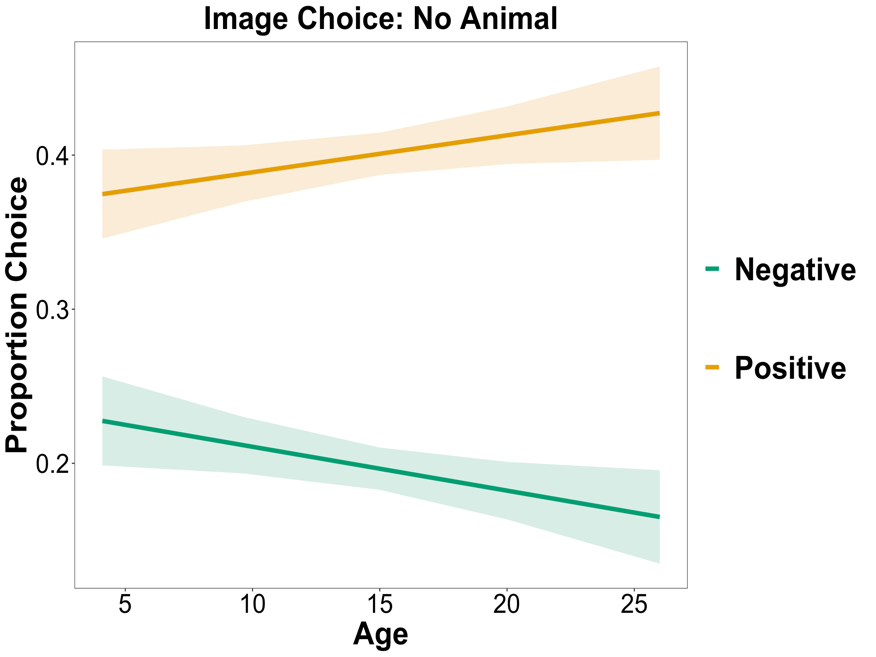 Image Choice: No Animal
Proportion Choice
0.4
0.3
0.2
5 10 15 20 25
Age
Negative
Positive